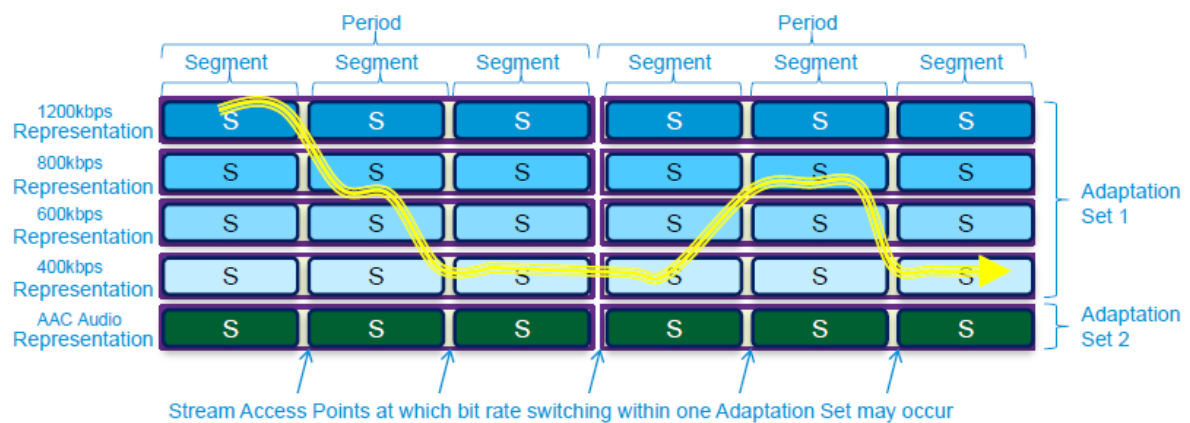 Period Period
Segment Segment Segment Segment Segment Segment
1200kbps
Representation
S S S S S S
800kbps
Representation
S S S S S S
600kbps
Representation
S S S S S S
400kbps
Representation
S S S S S S
AAC Audio
Representation
S S S S S S
Adaptation
Set 1
Adaptation
Set 2
Stream Access Points at which bit rate switching within one Adaptation Set may occur